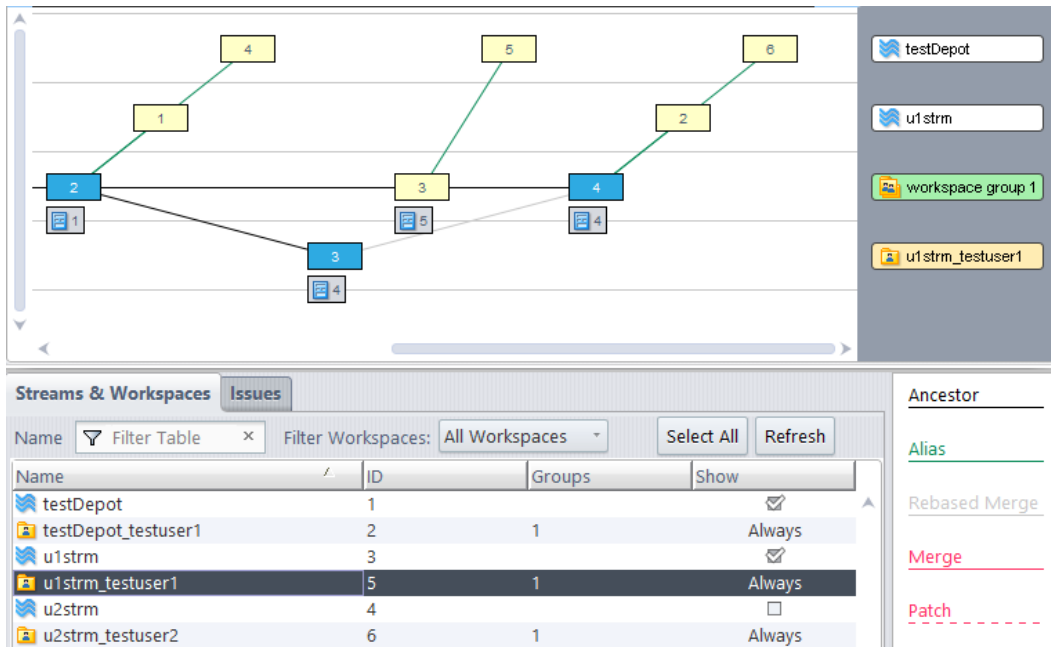 4 5 6 testDepot
1 2 u1strm
2 3 4 workspace group 1
1 5 4
3 u1strm_testuser1
4
Streams & Workspaces Issues Ancestor
Name Filter Table × Filter Workspaces: All Workspaces Select All Refresh Alias
Name ID Groups Show
testDepot 1 Rebased Merge
testDepot_testuser1 2 1 Always
u1strm 3 Merge
u1strm_testuser1 5 1 Always
u2strm 4 Patch
u2strm_testuser2 6 1 Always